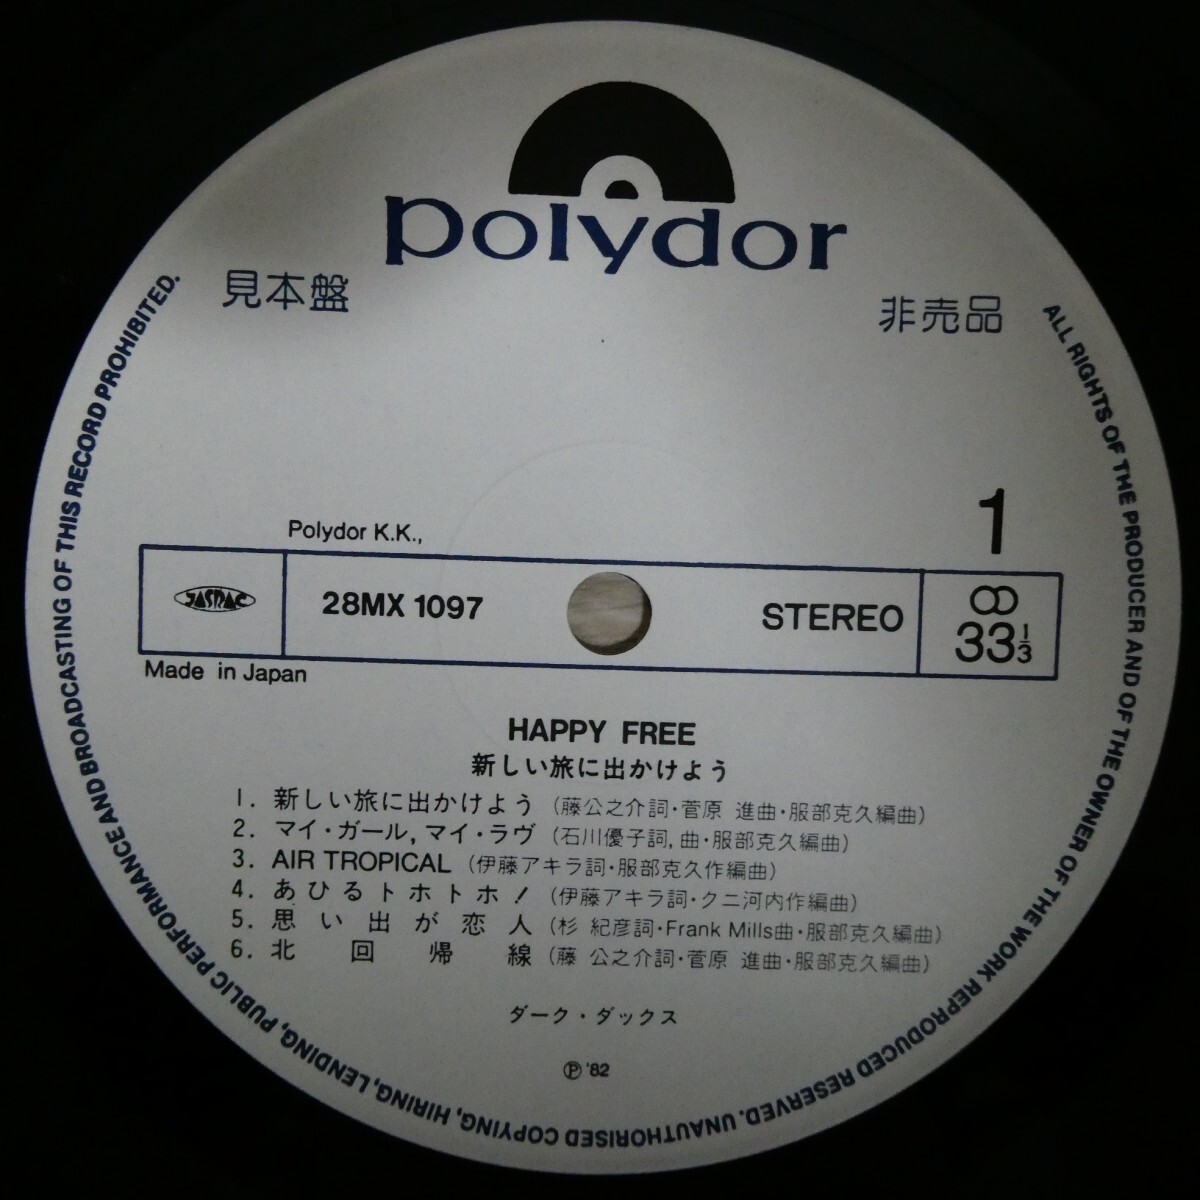 polydor
見本盤
非売品
1
Polydor K.K.,
JASRAC
28MX 1097
STEREO
33 1/3
Made in Japan
HAPPY FREE
新しい旅に出かけよう
1. 新しい旅に出かけよう (藤公之介詞・菅原 進曲・服部克久編曲)
2. マイ・ガール, マイ・ラヴ (石川優子詞, 曲・服部克久編曲)
3. AIR TROPICAL (伊藤アキラ詞・服部克久作編曲)
4. あひるトホトホ! (伊藤アキラ詞・クニ河内作編曲)
5. 思い出が恋人 (杉 紀彦詞・Frank Mills曲・服部克久編曲)
6. 北回帰線 (藤 公之介詞・菅原 進曲・服部克久編曲)
ダーク・ダックス
Ⓟ '82
ALL RIGHTS OF THE PRODUCER AND OF THE OWNER OF THE WORK REPRODUCED RESERVED. UNAUTHORISED COPYING, HIRING, LENDING, PUBLIC PERFORMANCE AND BROADCASTING OF THIS RECORD PROHIBITED.